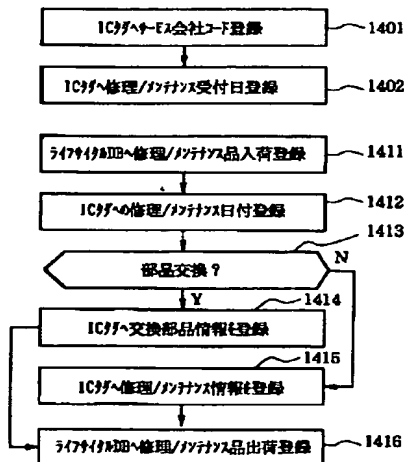 ICタグへサービス会社コード登録
1401
ICタグへ修理/メンテナンス受付日登録
1402
ライフサイクルDBへ修理/メンテナンス品入荷登録
1411
ICタグへの修理/メンテナンス日付登録
1412
1413
部品交換?
N
Y
1414
ICタグへ交換部品情報を登録
1415
ICタグへ修理/メンテナンス情報を登録
ライフサイクルDBへ修理/メンテナンス品出荷登録
1416